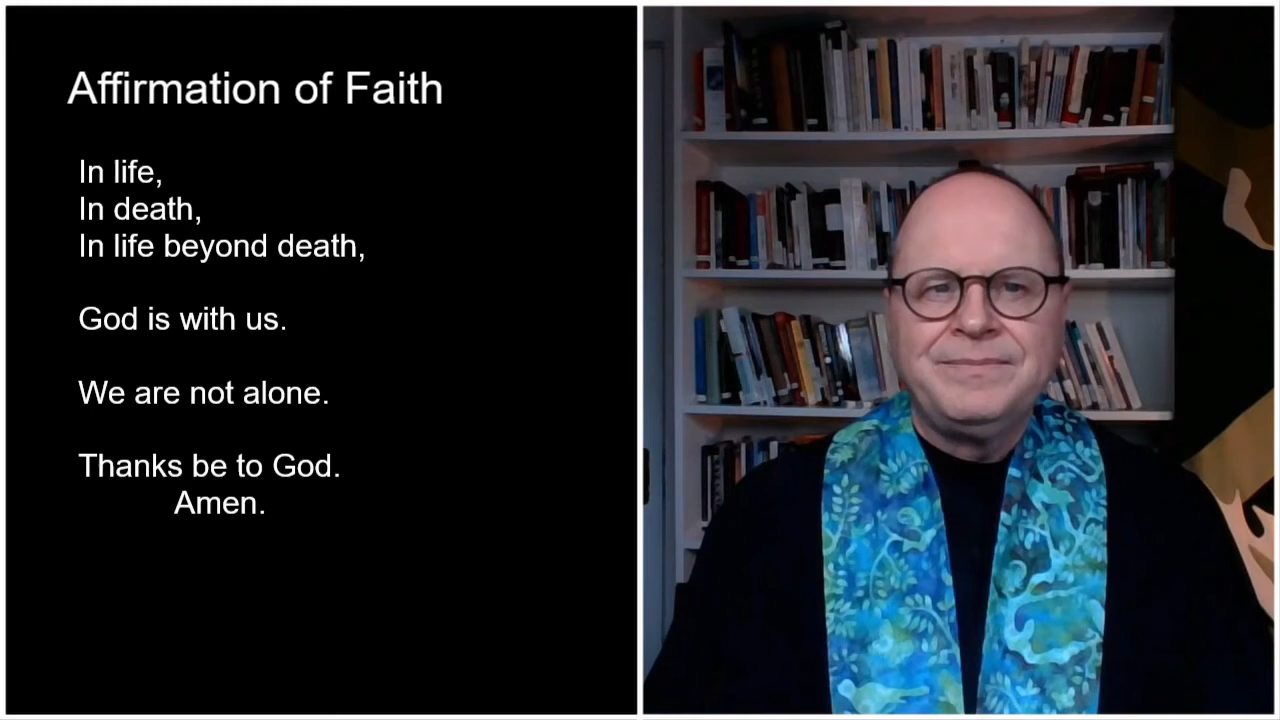 Affirmation of Faith
In life,
In death,
In life beyond death,
God is with us.
We are not alone.
Thanks be to God.
Amen.